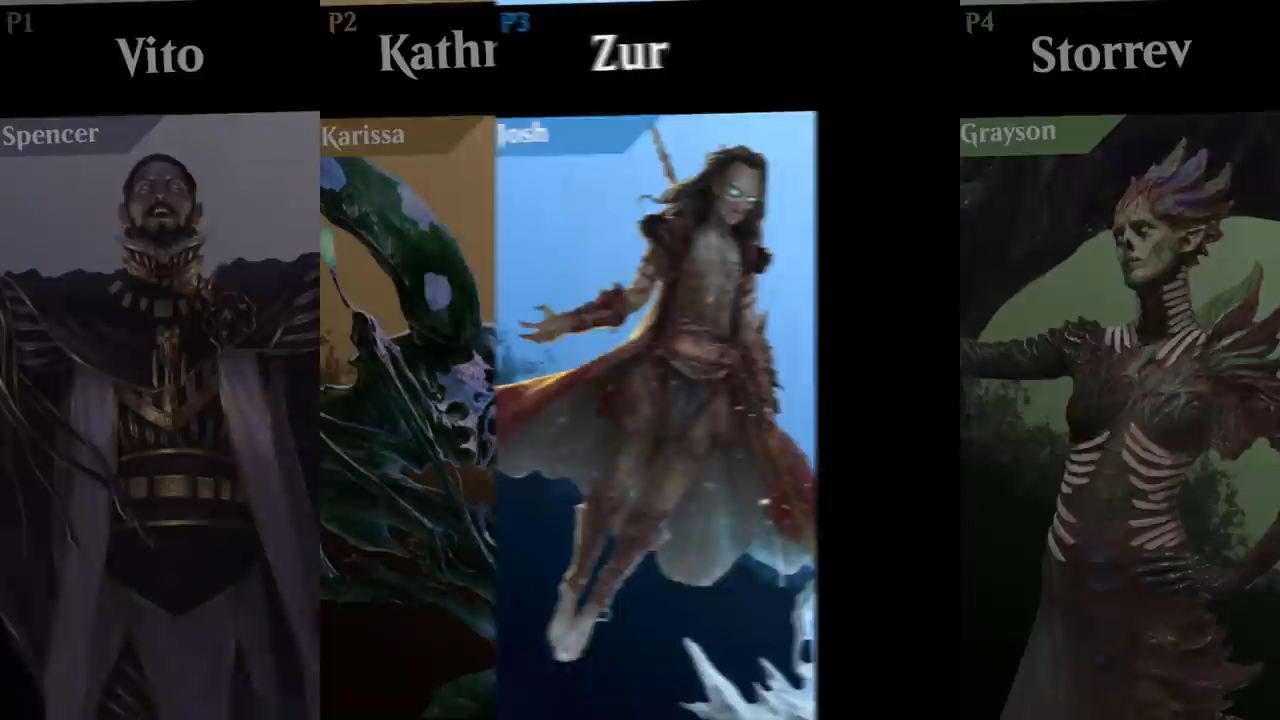 P1
Vito
Spencer
P2
Kathr
Karissa
P3
Zur
Josh
P4
Storrev
Grayson